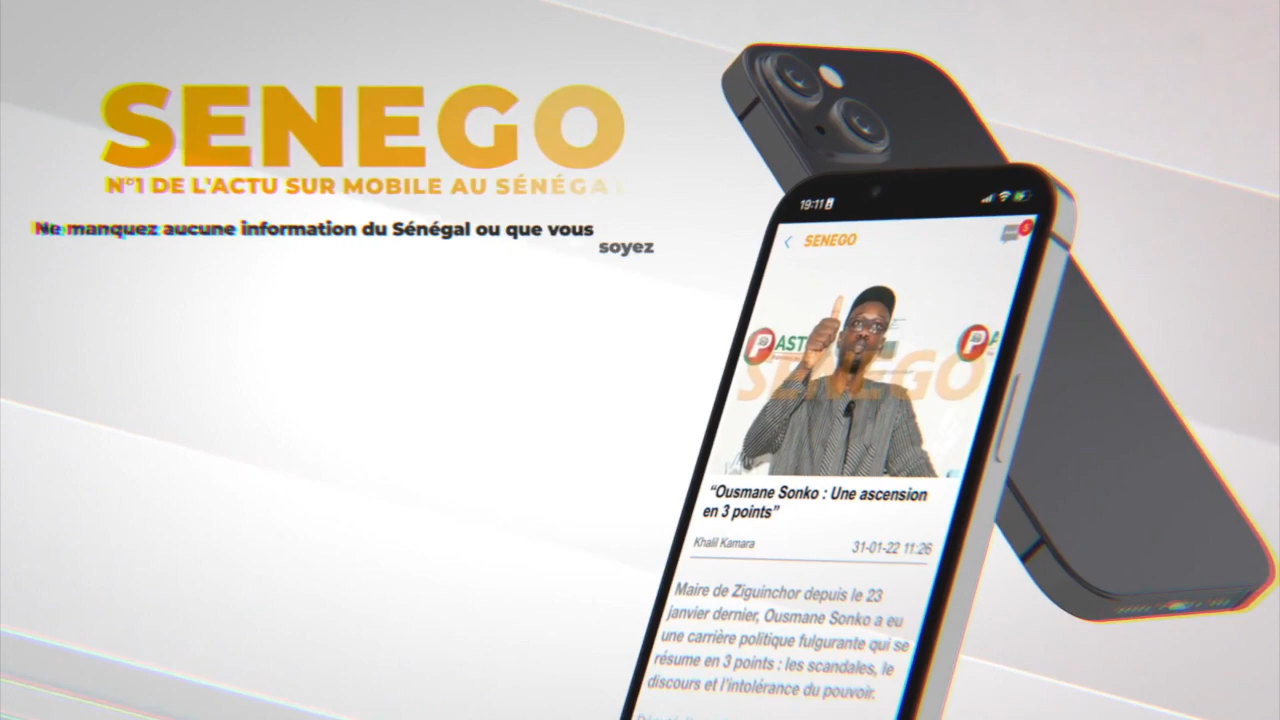 SENEGO
N°1 DE L'ACTU SUR MOBILE AU SÉNÉGA
Ne manquez aucune information du Sénégal ou que vous
soyez
19:11
SENEGO
5
P AST
P A
SENEGO
“Ousmane Sonko : Une ascension
en 3 points”
Khalil Kamara 31-01-22 11:26
Maire de Ziguinchor depuis le 23
janvier dernier, Ousmane Sonko a eu
une carrière politique fulgurante qui se
résume en 3 points : les scandales, le
discours et l'intolérance du pouvoir.